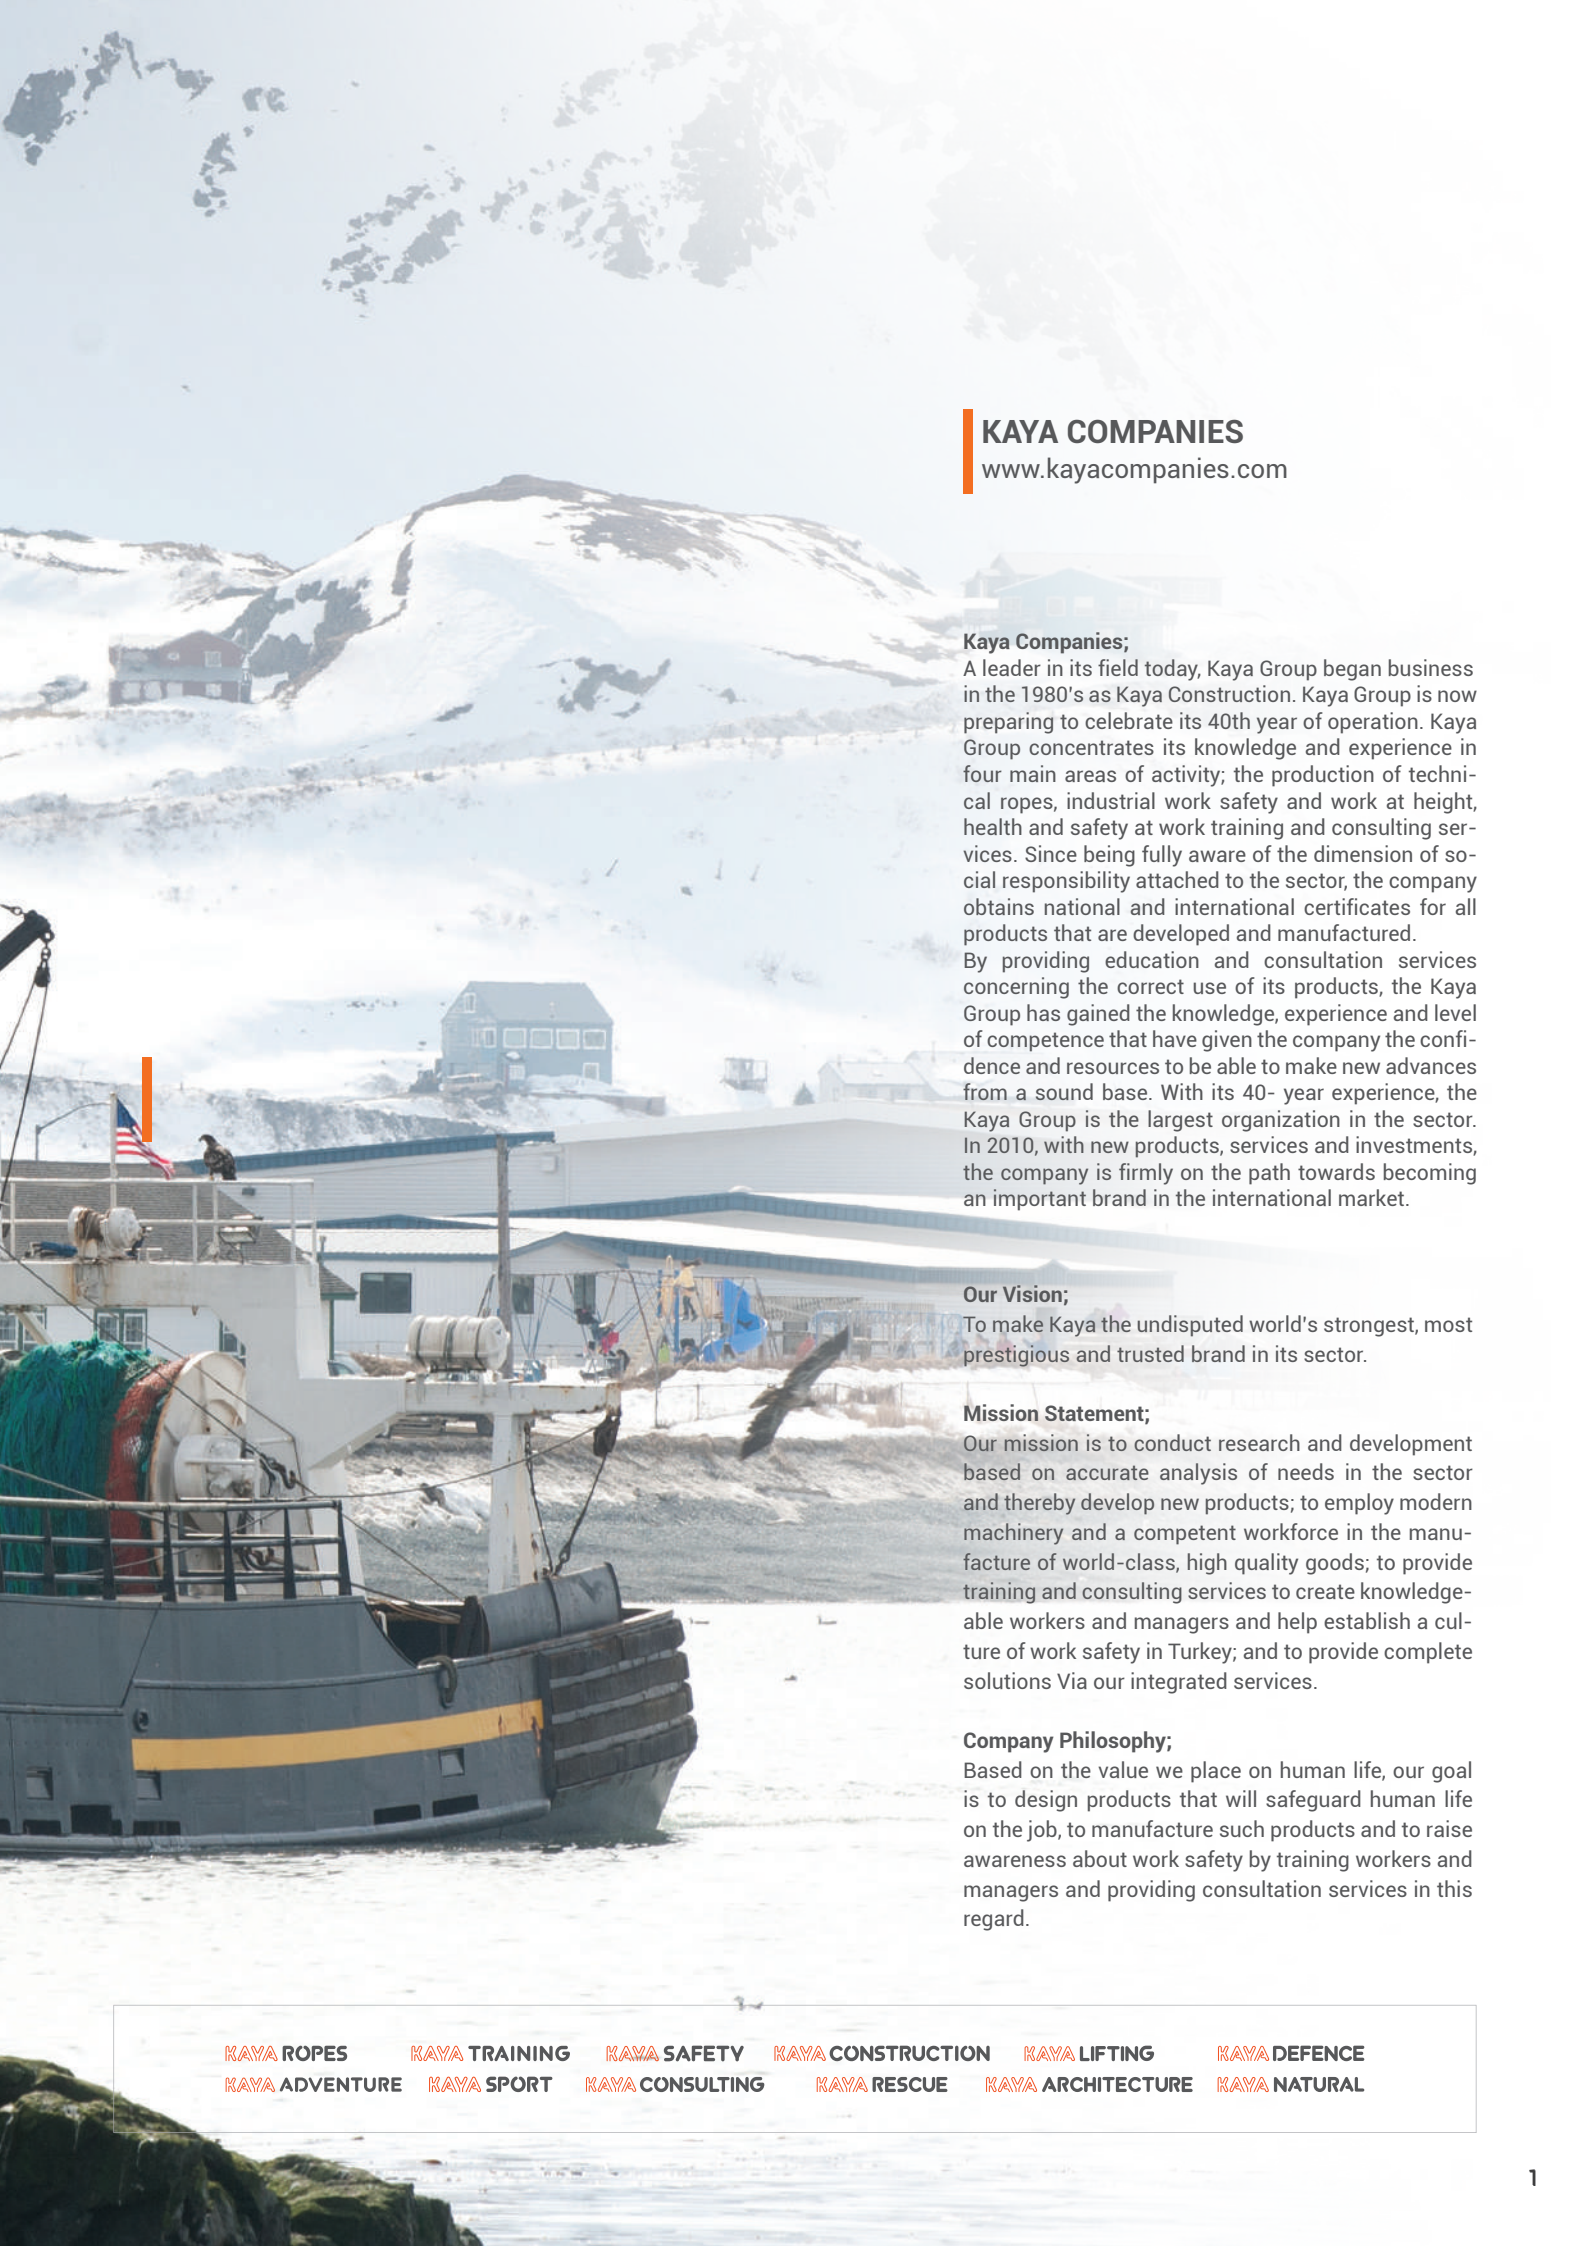 KAYA COMPANIES
www.kayacompanies.com
Kaya Companies;
A leader in its field today, Kaya Group began business
in the 1980's as Kaya Construction. Kaya Group is now
preparing to celebrate its 40th year of operation. Kaya
Group concentrates its knowledge and experience in
four main areas of activity; the production of techni-
cal ropes, industrial work safety and work at height,
health and safety at work training and consulting ser-
vices. Since being fully aware of the dimension of so-
cial responsibility attached to the sector, the company
obtains national and international certificates for all
products that are developed and manufactured.
By providing education and consultation services
concerning the correct use of its products, the Kaya
Group has gained the knowledge, experience and level
of competence that have given the company the confi-
dence and resources to be able to make new advances
from a sound base. With its 40- year experience, the
Kaya Group is the largest organization in the sector.
In 2010, with new products, services and investments,
the company is firmly on the path towards becoming
an important brand in the international market.
Our Vision;
To make Kaya the undisputed world's strongest, most
prestigious and trusted brand in its sector.
Mission Statement;
Our mission is to conduct research and development
based on accurate analysis of needs in the sector
and thereby develop new products; to employ modern
machinery and a competent workforce in the manu-
facture of world-class, high quality goods; to provide
training and consulting services to create knowledge-
able workers and managers and help establish a cul-
ture of work safety in Turkey; and to provide complete
solutions Via our integrated services.
Company Philosophy;
Based on the value we place on human life, our goal
is to design products that will safeguard human life
on the job, to manufacture such products and to raise
awareness about work safety by training workers and
managers and providing consultation services in this
regard.
KAYA ROPES KAYA TRAINING KAYA SAFETY KAYA CONSTRUCTION KAYA LIFTING KAYA DEFENCE
KAYA ADVENTURE KAYA SPORT KAYA CONSULTING KAYA RESCUE KAYA ARCHITECTURE KAYA NATURAL
1